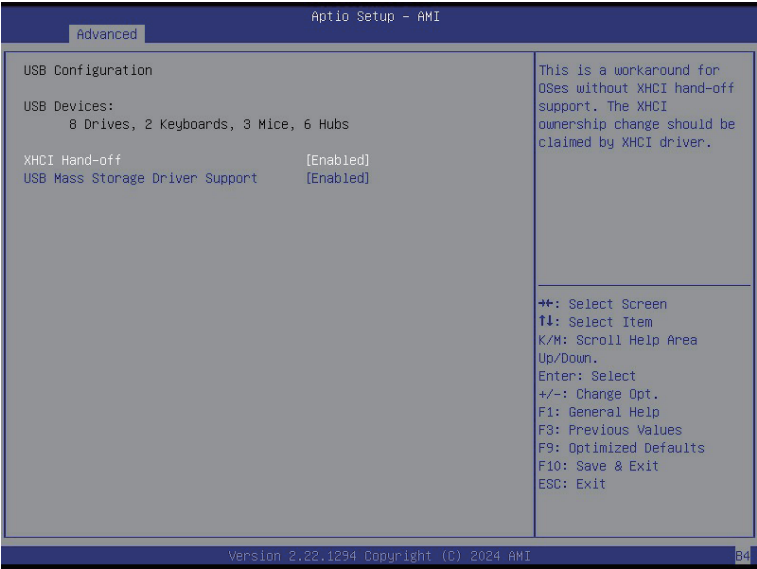 Aptio Setup – AMI
Advanced
USB Configuration
USB Devices:
8 Drives, 2 Keyboards, 3 Mice, 6 Hubs
XHCI Hand-off [Enabled]
USB Mass Storage Driver Support [Enabled]
This is a workaround for
OSes without XHCI hand-off
support. The XHCI
ownership change should be
claimed by XHCI driver.
→←: Select Screen
↑↓: Select Item
K/M: Scroll Help Area
Up/Down.
Enter: Select
+/-: Change Opt.
F1: General Help
F3: Previous Values
F9: Optimized Defaults
F10: Save & Exit
ESC: Exit
Version 2.22.1294 Copyright (C) 2024 AMI
B4